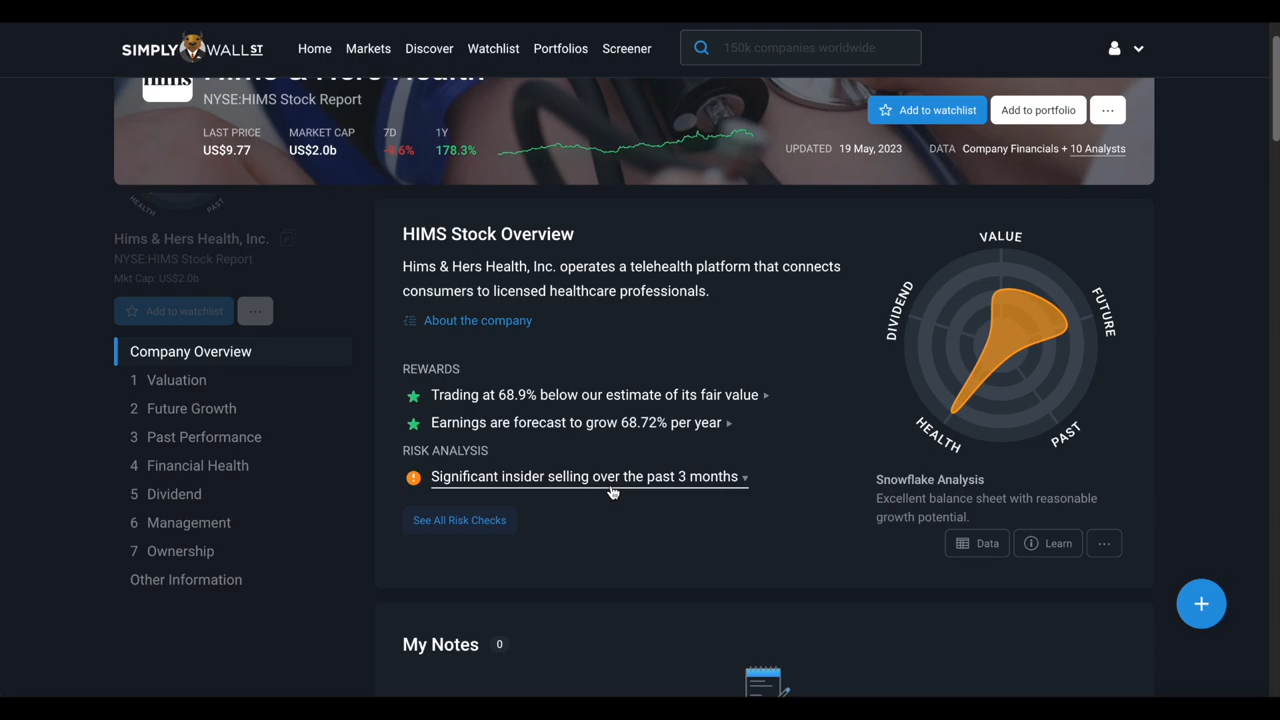 SIMPLY WALL ST
Home Markets Discover Watchlist Portfolios Screener
150k companies worldwide
hims
Hims & Hers Health
NYSE:HIMS Stock Report
Add to watchlist
Add to portfolio
...
LAST PRICE MARKET CAP 7D 1Y
US$9.77 US$2.0b -9.6% 178.3%
UPDATED 19 May, 2023 DATA Company Financials + 10 Analysts
HEALTH PAST
Hims & Hers Health, Inc.
NYSE:HIMS Stock Report
Mkt Cap: US$2.0b
Add to watchlist
...
Company Overview
1 Valuation
2 Future Growth
3 Past Performance
4 Financial Health
5 Dividend
6 Management
7 Ownership
Other Information
HIMS Stock Overview
Hims & Hers Health, Inc. operates a telehealth platform that connects
consumers to licensed healthcare professionals.
About the company
REWARDS
Trading at 68.9% below our estimate of its fair value
Earnings are forecast to grow 68.72% per year
RISK ANALYSIS
Significant insider selling over the past 3 months
See All Risk Checks
VALUE
FUTURE
PAST
HEALTH
DIVIDEND
Snowflake Analysis
Excellent balance sheet with reasonable
growth potential.
Data
Learn
...
My Notes 0